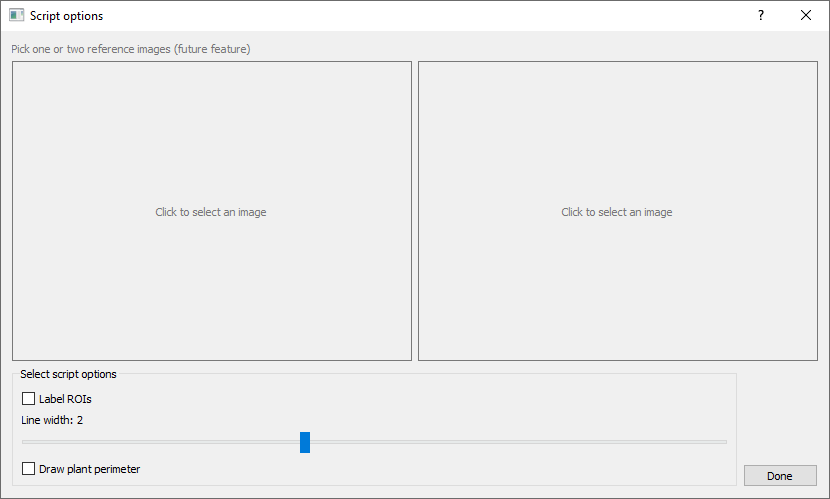 Script options
?
Pick one or two reference images (future feature)
Click to select an image
Click to select an image
Select script options
Label ROIs
Line width: 2
Draw plant perimeter
Done